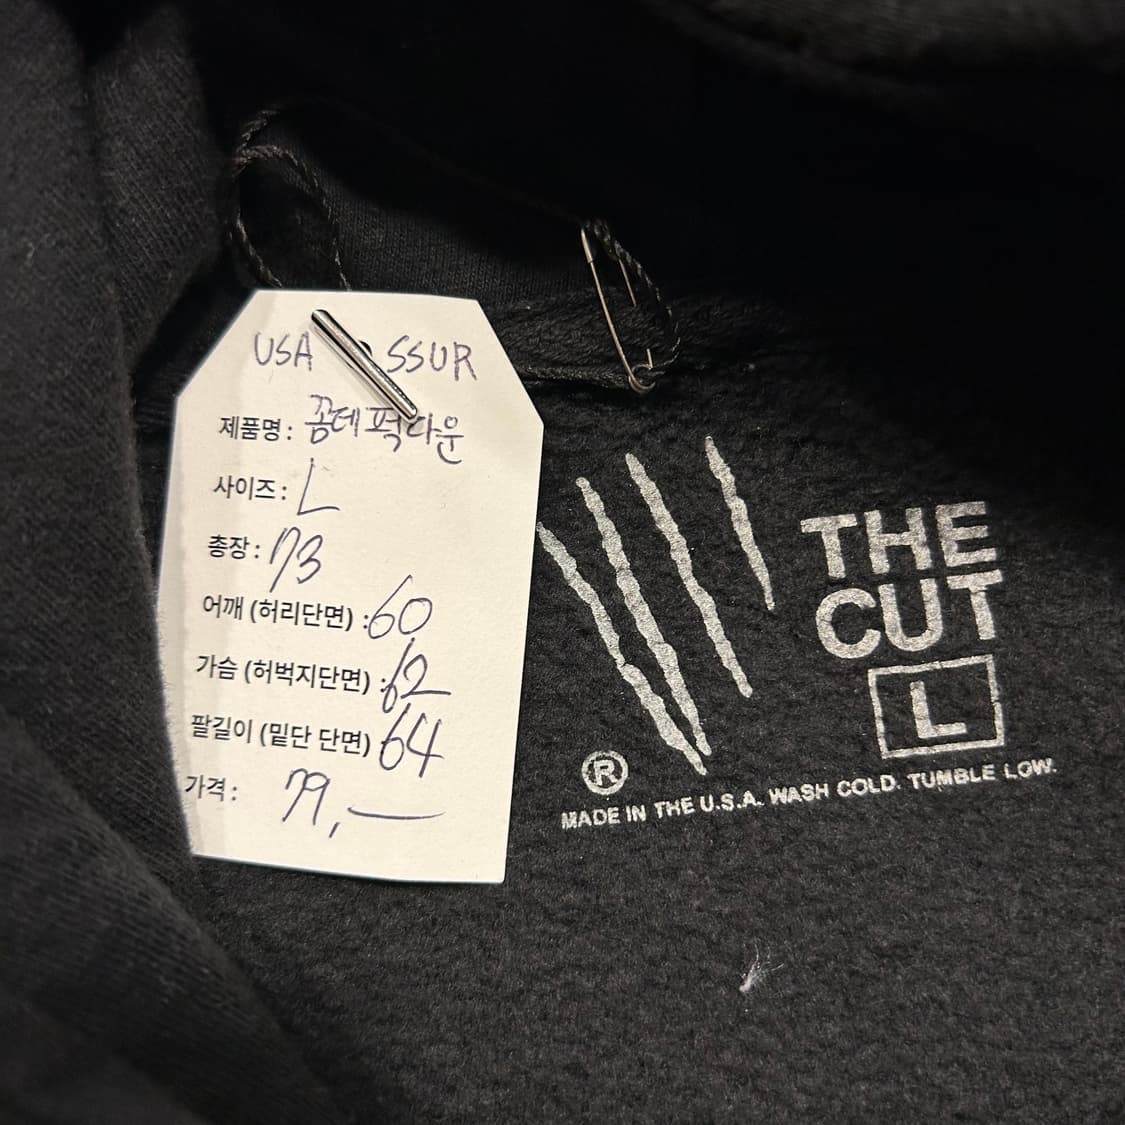 USA SSUR
제품명: 꼼데퍽다운
사이즈: L
총장: 73
어깨 (허리단면) :60
가슴 (허벅지단면) :62
팔길이 (밑단 단면) :64
가격: 79,—
THE
CUT
L
®
MADE IN THE U.S.A. WASH COLD. TUMBLE LOW.